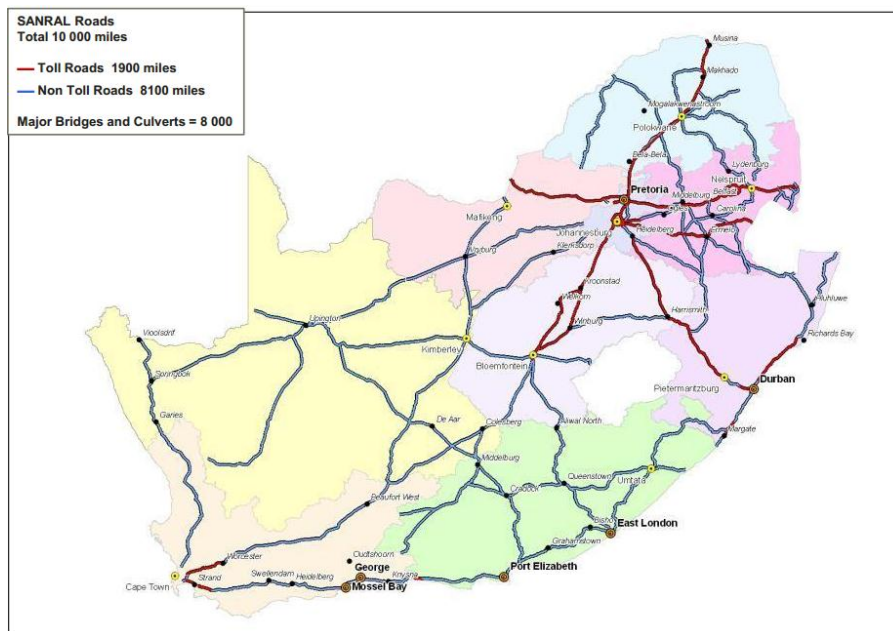 SANRAL Roads
Total 10 000 miles
Toll Roads 1900 miles
Non Toll Roads 8100 miles
Major Bridges and Culverts = 8 000
Musina
Makhado
Mogalakwenastroom
Polokwane
Bela-Bela
Lydenburg
Nelspruit
Pretoria
Middelburg
Belfast
Mafikeng
Carolina
Johannesburg
Heidelberg
Ermelo
Vryburg
Klerksdorp
Kroonstad
Welkom
Hluhluwe
Upington
Winburg
Harrismith
Vioolsdrif
Richards Bay
Kimberley
Bloemfontein
Springbok
Pietermaritzburg
Durban
Garies
De Aar
Colesberg
Aliwal North
Margate
Middelburg
Queenstown
Umtata
Beaufort West
Cradock
Bisho
East London
Grahamstown
Worcester
Oudtshoorn
George
Port Elizabeth
Cape Town
Strand
Swellendam
Heidelberg
Knysna
Mossel Bay